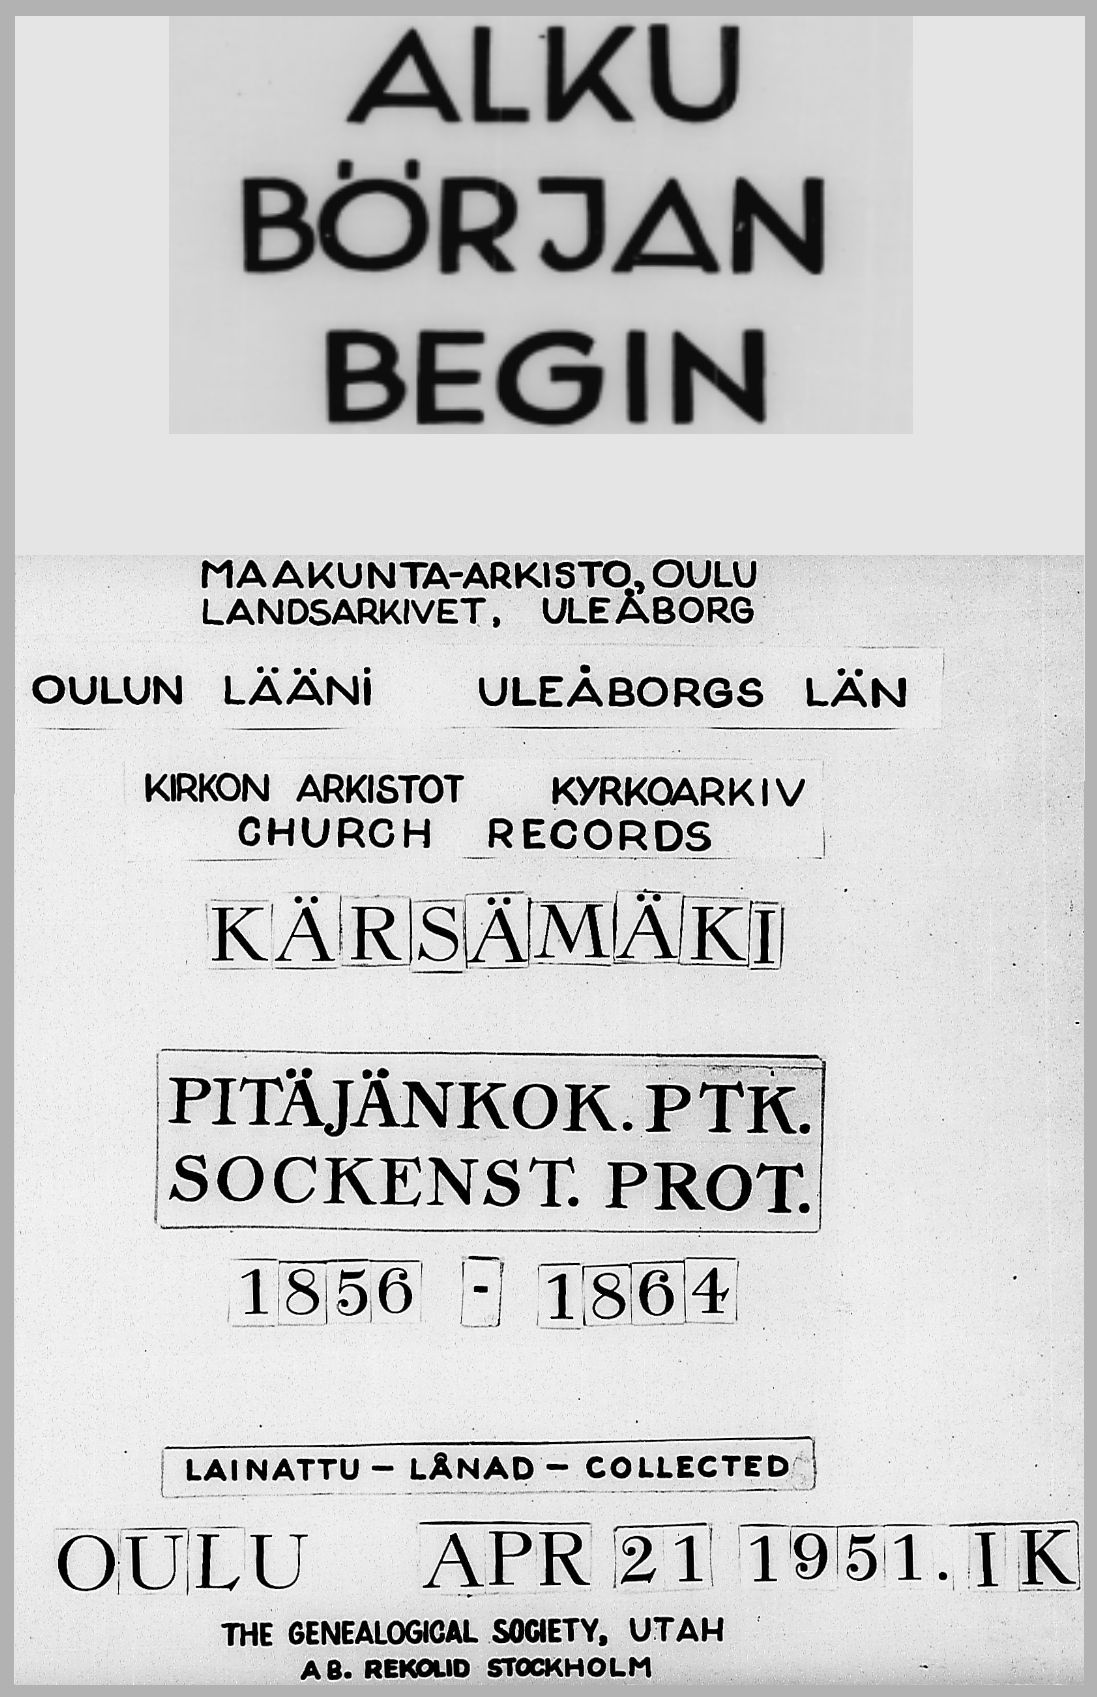 ALKU
BÖRJAN
BEGIN
MAAKUNTA-ARKISTO, OULU
LANDSARKIVET, ULEÅBORG
OULUN LÄÄNI ULEÅBORGS LÄN
KIRKON ARKISTOT KYRKOARKIV
CHURCH RECORDS
KÄRSÄMÄKI
PITÄJÄNKOK. PTK.
SOCKENST. PROT.
1856 - 1864
LAINATTU - LÅNAD - COLLECTED
OULU APR 21 1951. IK
THE GENEALOGICAL SOCIETY, UTAH
AB. REKOLID STOCKHOLM